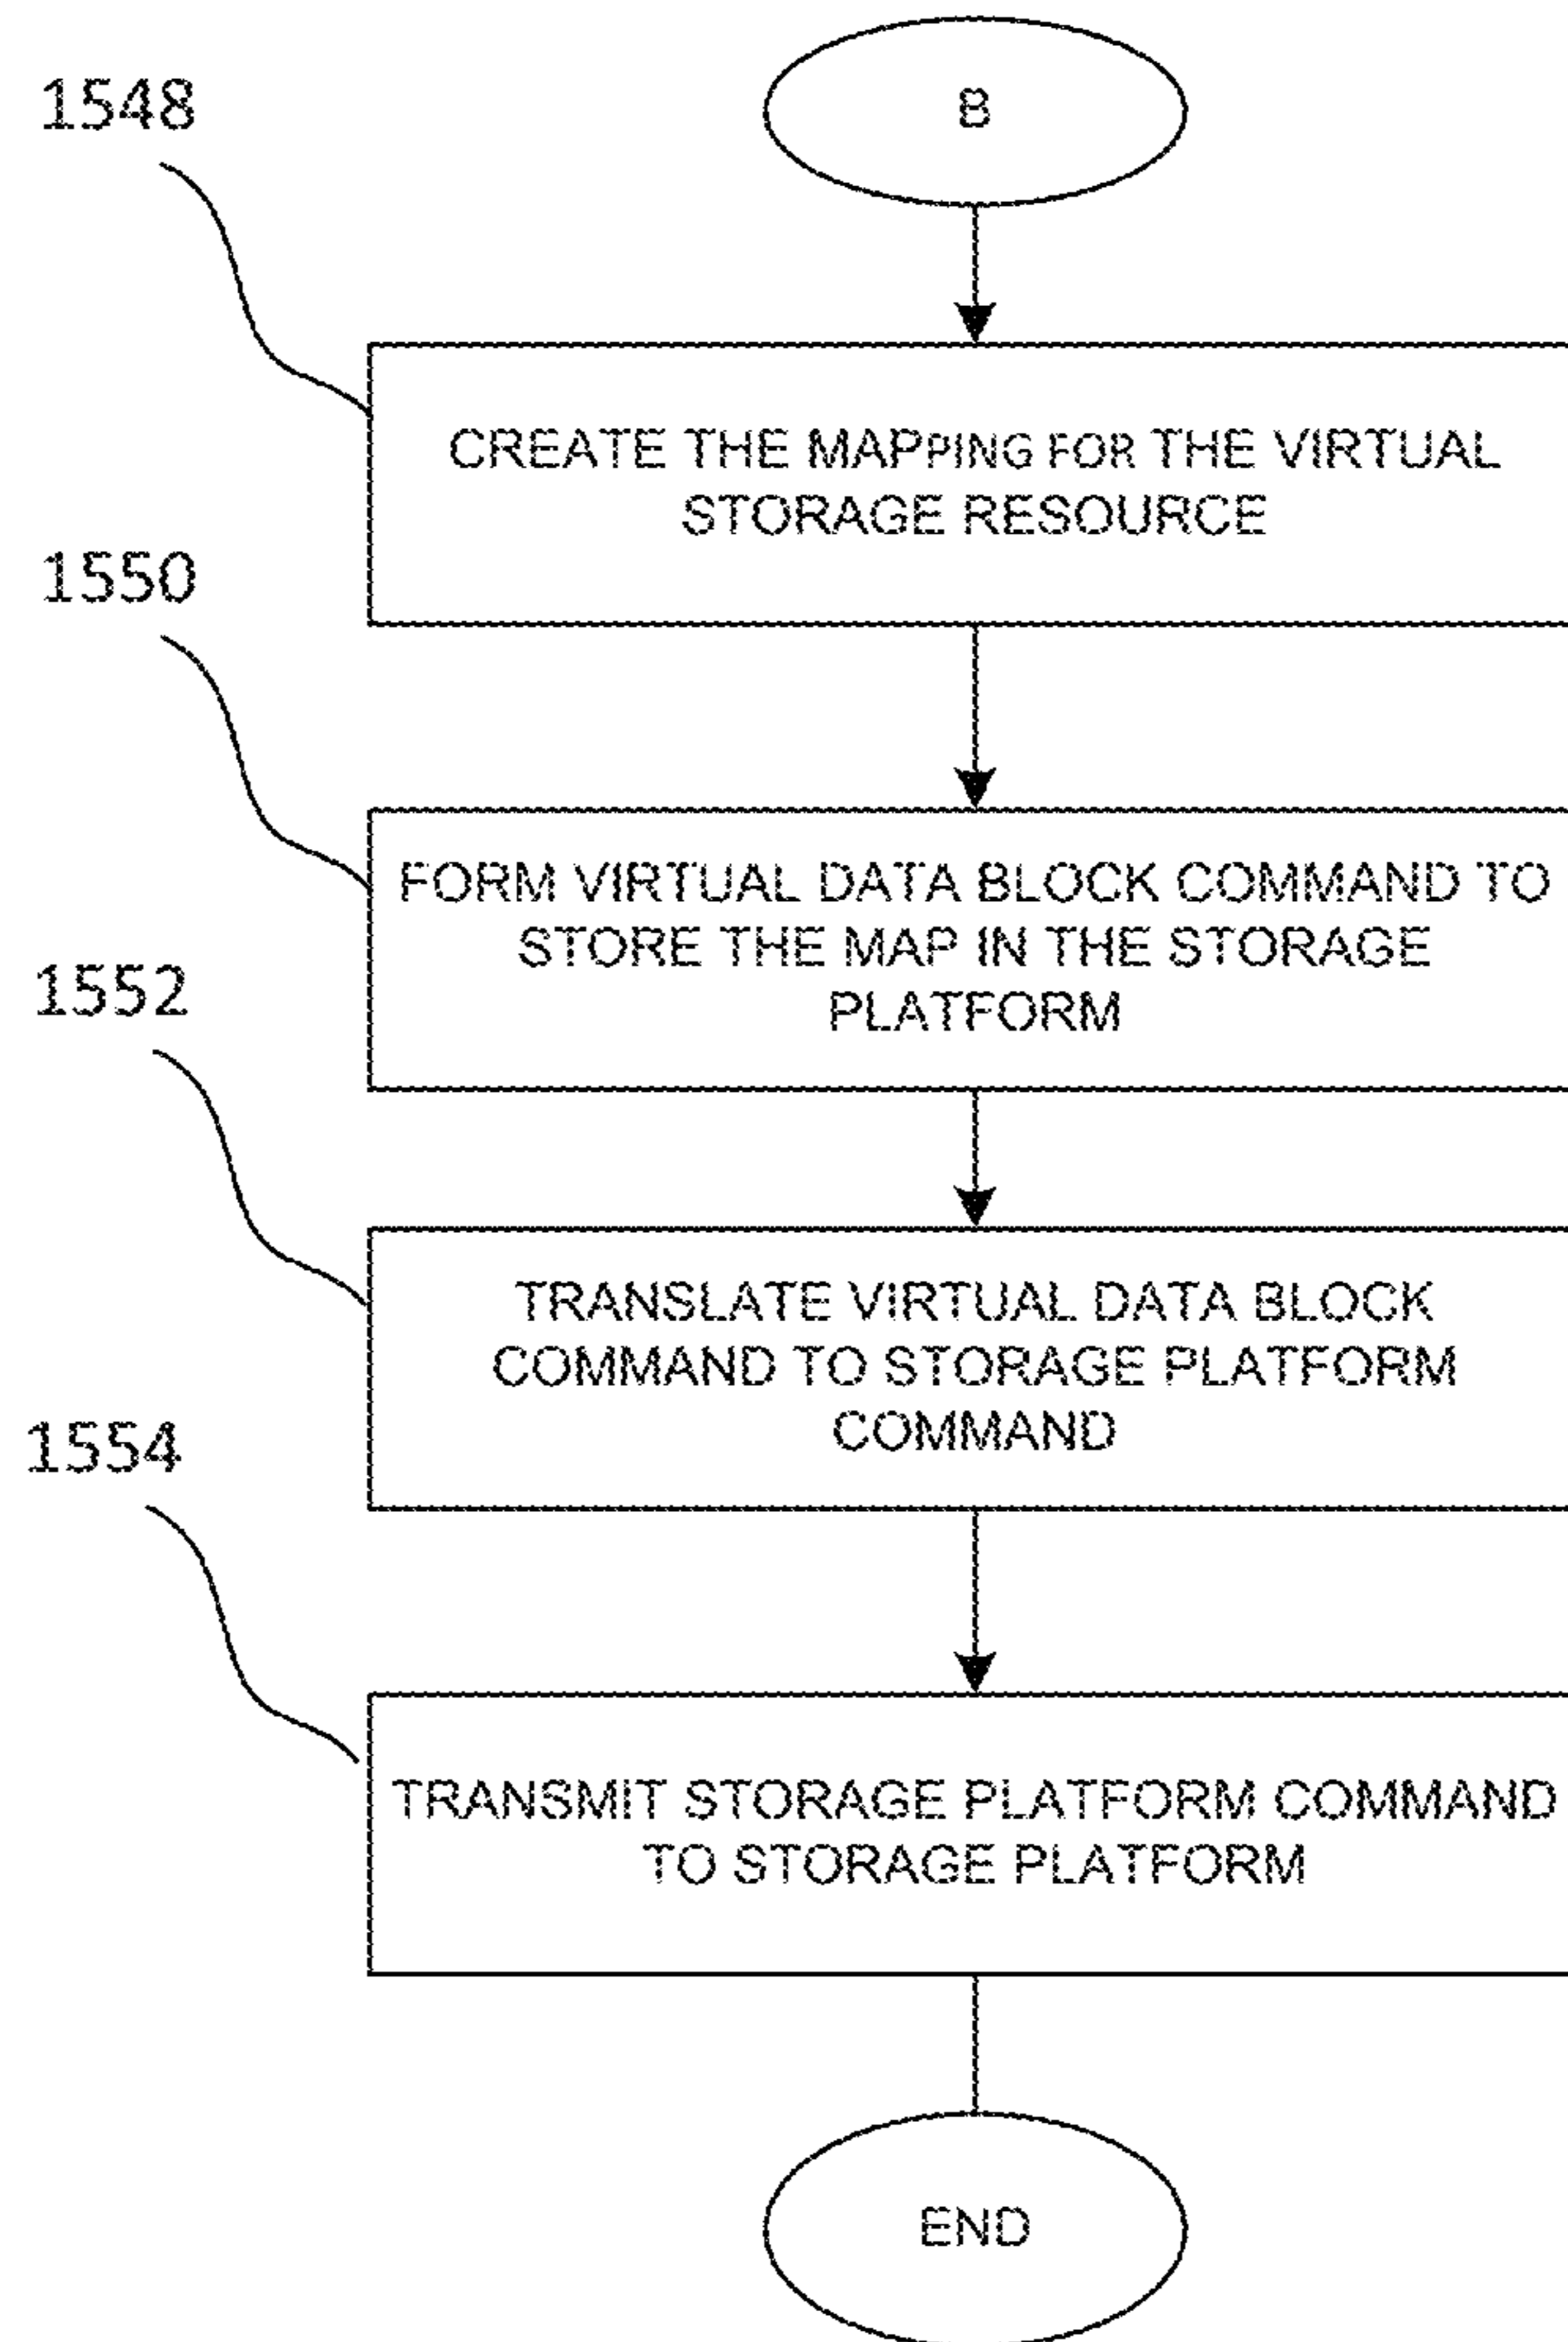 B
1548
CREATE THE MAPPING FOR THE VIRTUAL
STORAGE RESOURCE
1550
FORM VIRTUAL DATA BLOCK COMMAND TO
STORE THE MAP IN THE STORAGE
PLATFORM
1552
TRANSLATE VIRTUAL DATA BLOCK
COMMAND TO STORAGE PLATFORM
COMMAND
1554
TRANSMIT STORAGE PLATFORM COMMAND
TO STORAGE PLATFORM
END